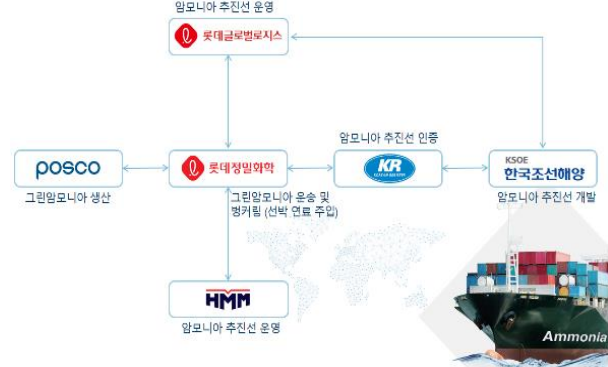 암모니아 추진선 운영
롯데글로벌로지스
암모니아 추진선 인증
posco
롯데정밀화학
KR
KSOE
한국조선해양
그린암모니아 생산
그린암모니아 운송 및
벙커링 (선박 연료 주입)
암모니아 추진선 개발
HMM
암모니아 추진선 운영
Ammonia